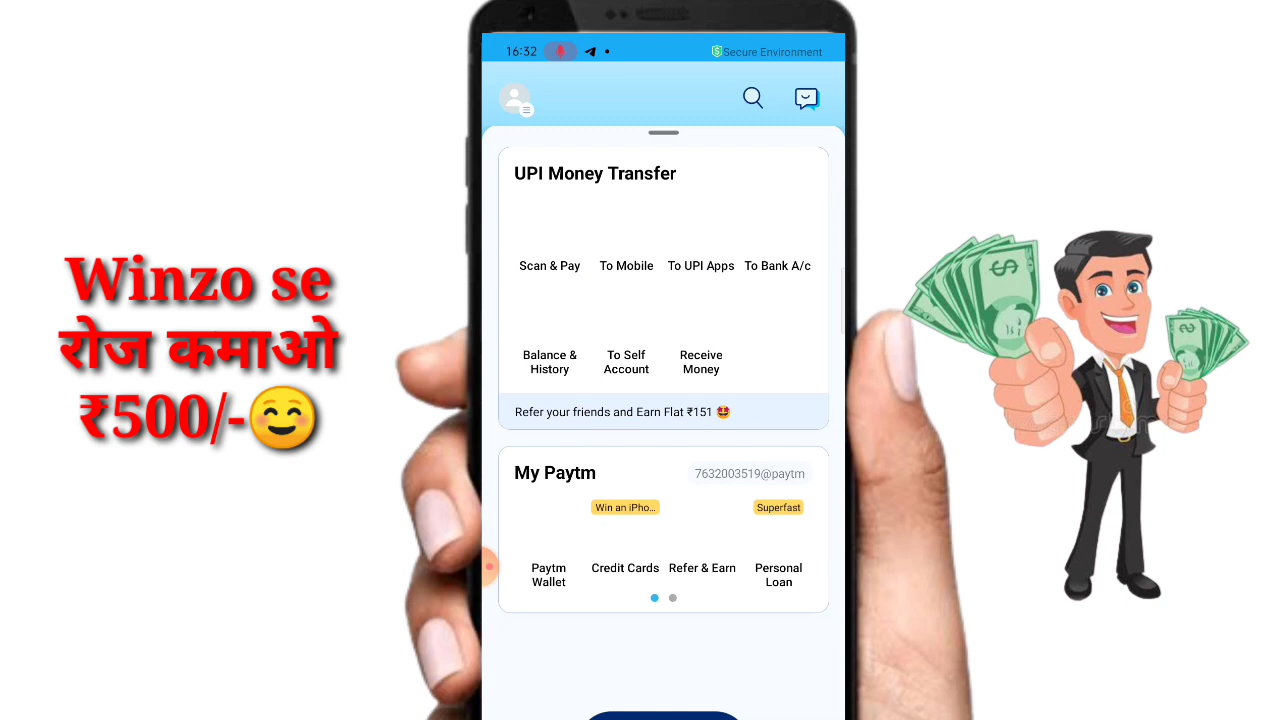 Winzo se
रोज कमाओ
₹500/-☺️
16:32
Secure Environment
UPI Money Transfer
Scan & Pay To Mobile To UPI Apps To Bank A/c
Balance & History To Self Account Receive Money
Refer your friends and Earn Flat ₹151 🤩
My Paytm 7632003519@paytm
Win an iPho... Superfast
Paytm Wallet Credit Cards Refer & Earn Personal Loan